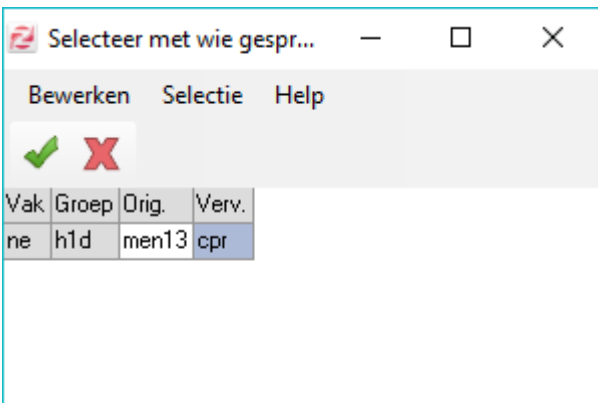 Selecteer met wie gespr...
Bewerken Selectie Help
Vak Groep Orig. Verv.
ne h1d men13 cpr